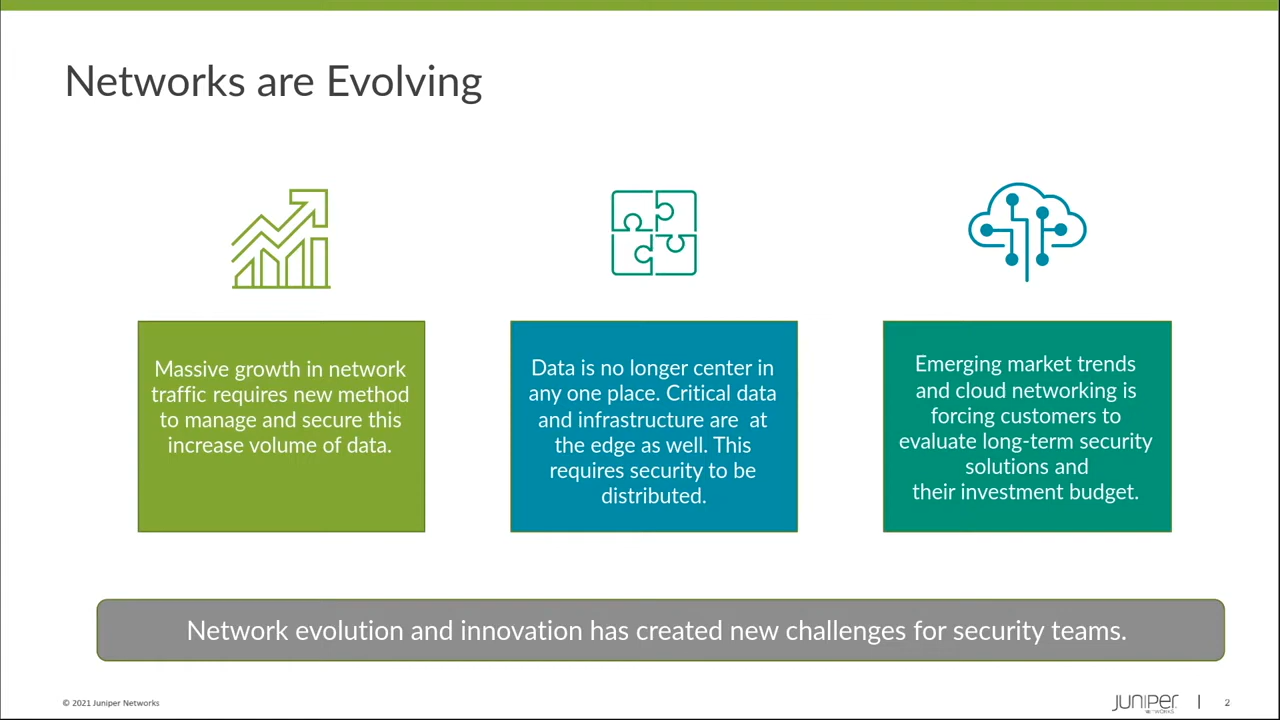 Networks are Evolving
Massive growth in network
traffic requires new method
to manage and secure this
increase volume of data.
Data is no longer center in
any one place. Critical data
and infrastructure are  at
the edge as well. This
requires security to be
distributed.
Emerging market trends
and cloud networking is
forcing customers to
evaluate long-term security
solutions and
their investment budget.
Network evolution and innovation has created new challenges for security teams.
© 2021 Juniper Networks
JUNIPER
NETWORKS
2